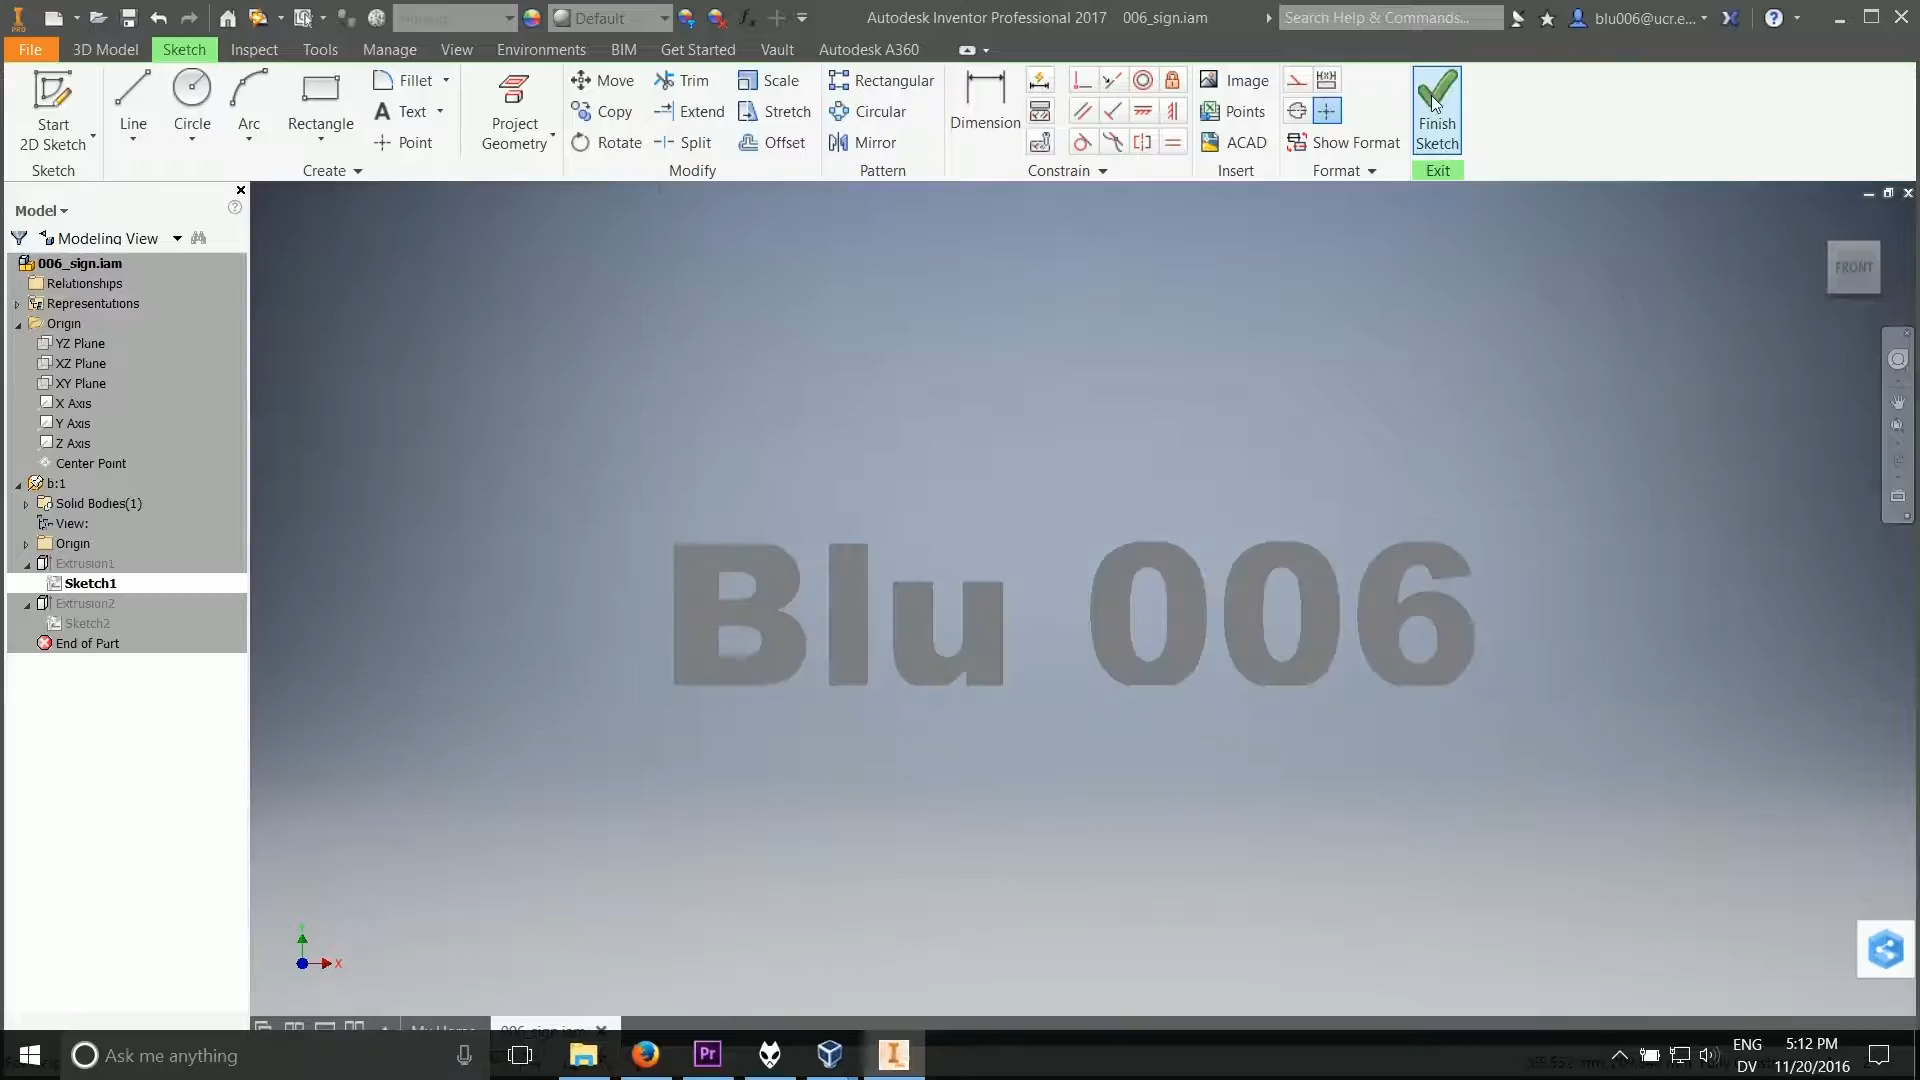 Default
Autodesk Inventor Professional 2017 006_sign.iam
Search Help & Commands...
blu006@ucr.e...
File 3D Model Sketch Inspect Tools Manage View Environments BIM Get Started Vault Autodesk A360
Start
2D Sketch
Line
Circle
Arc
Rectangle
Fillet
Text
Point
Project
Geometry
Move
Copy
Rotate
Trim
Extend
Split
Scale
Stretch
Offset
Rectangular
Circular
Mirror
Dimension
Image
Points
ACAD
Show Format
Finish
Sketch
Sketch Create Modify Pattern Constrain Insert Format Exit
Model
Modeling View
006_sign.iam
Relationships
Representations
Origin
YZ Plane
XZ Plane
XY Plane
X Axis
Y Axis
Z Axis
Center Point
b:1
Solid Bodies(1)
View:
Origin
Extrusion1
Sketch1
Extrusion2
Sketch2
End of Part
FRONT
Blu 006
X
My Home 006_sign.iam
Ask me anything
Pr
ENG
DV
5:12 PM
11/20/2016